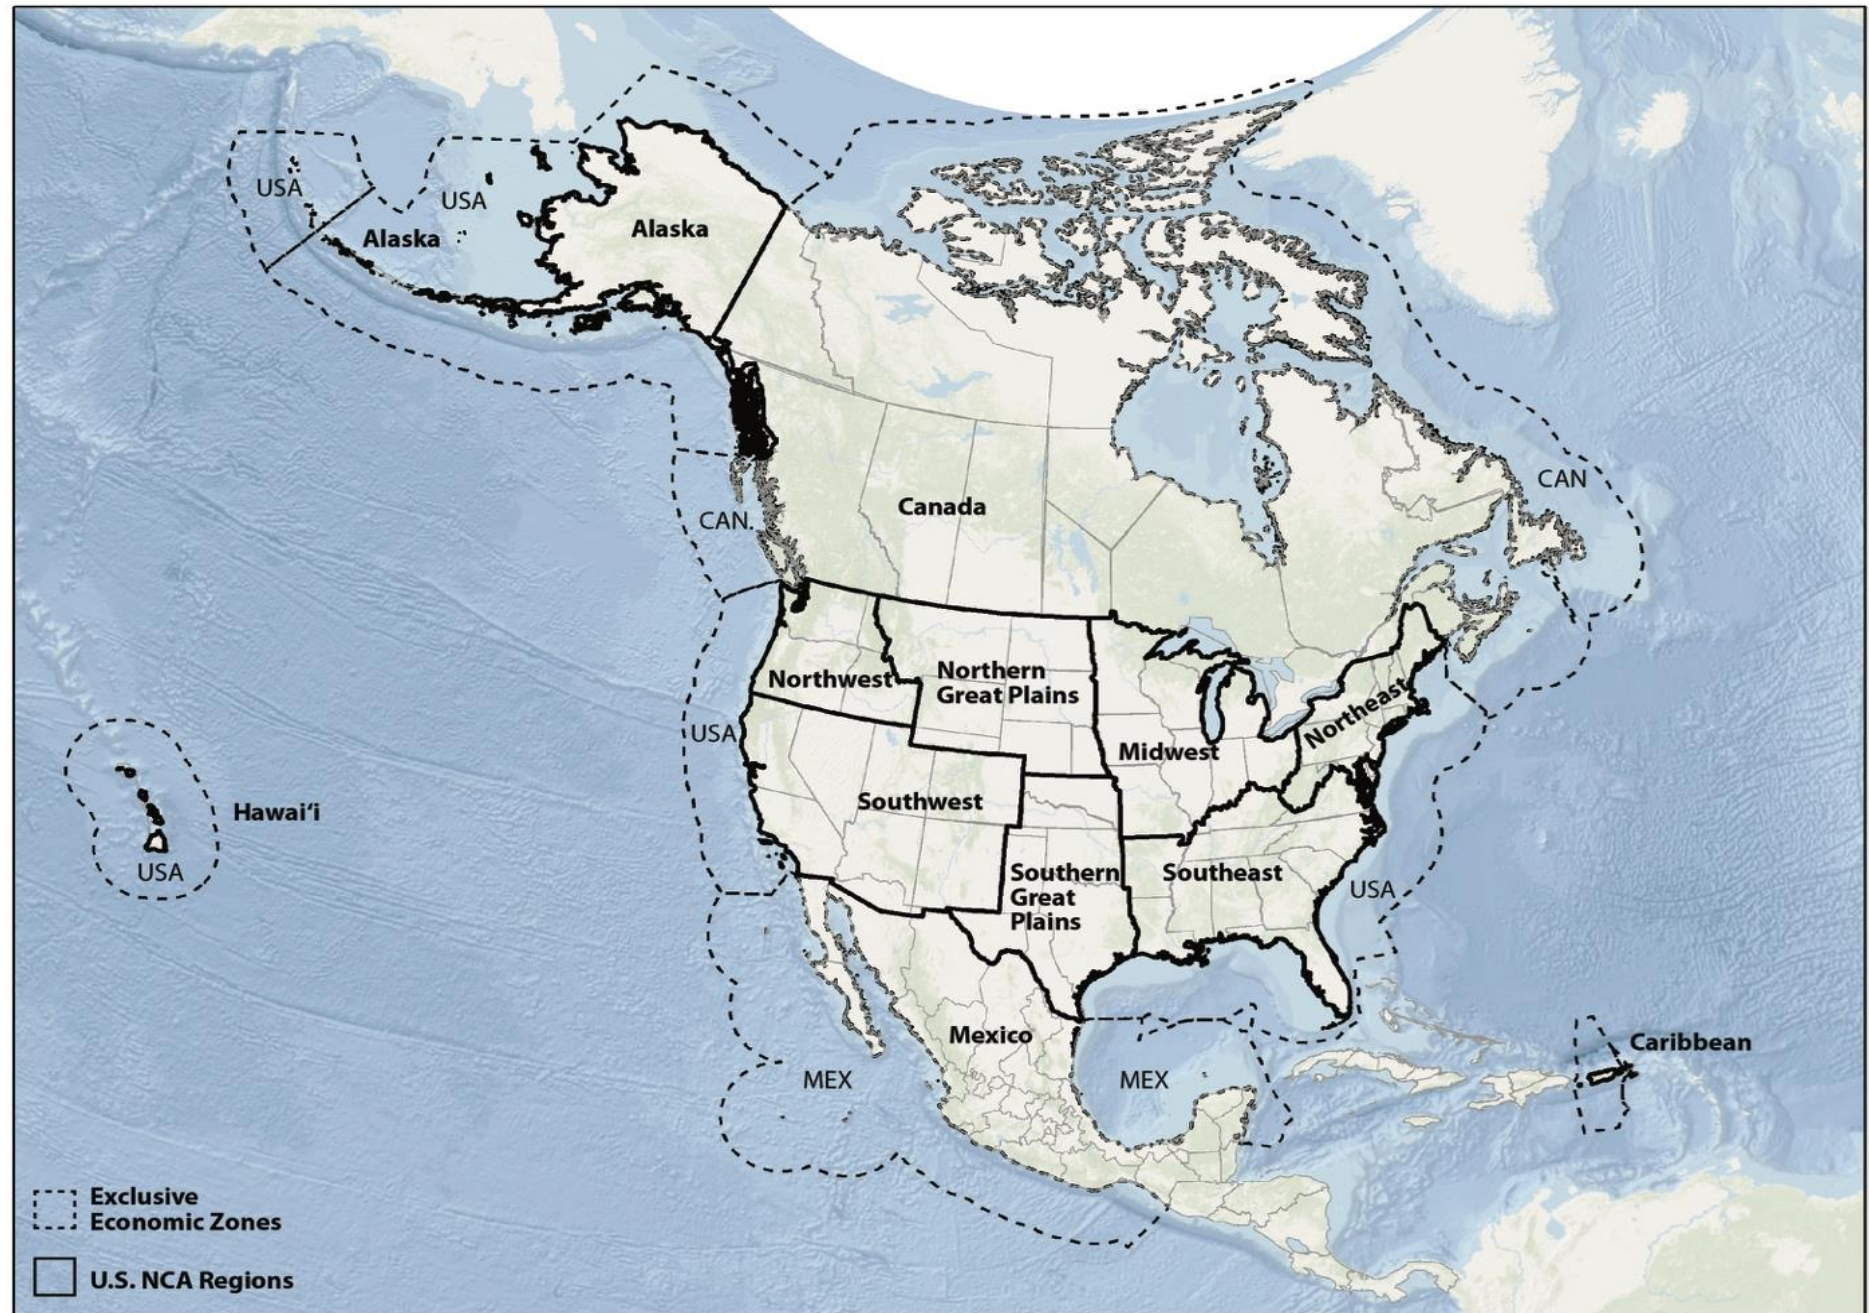 USA
USA
Alaska
Alaska
CAN
Canada
CAN.
Northwest
Northern
Great Plains
Northeast
USA
Midwest
Southwest
Hawai‘i
USA
Southern
Great
Plains
Southeast
USA
Mexico
Caribbean
MEX
MEX
Exclusive
Economic Zones
U.S. NCA Regions